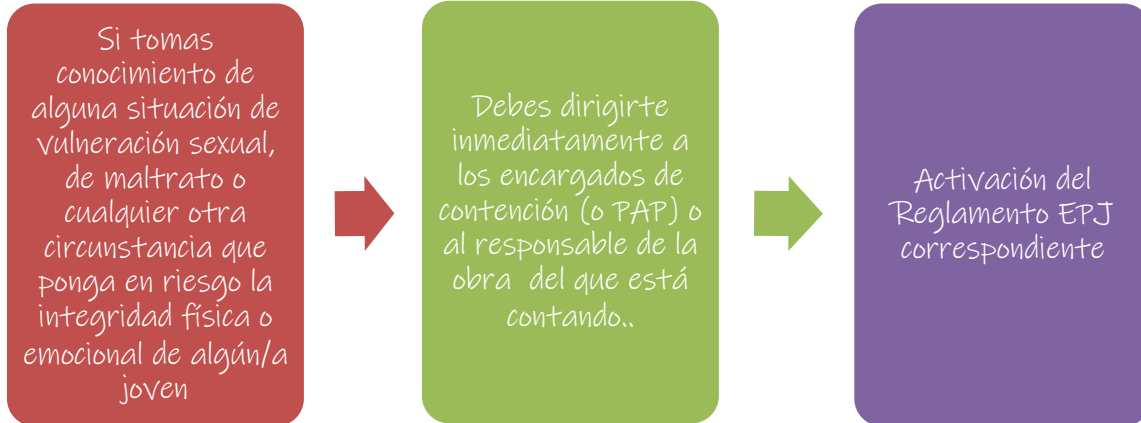 Si tomas
conocimiento de
alguna situación de
vulneración sexual,
de maltrato o
cualquier otra
circunstancia que
ponga en riesgo la
integridad física o
emocional de algún/a
joven
Debes dirigirte
inmediatamente a
los encargados de
contención (o PAP) o
al responsable de la
obra del que está
contando..
Activación del
Reglamento EPJ
correspondiente